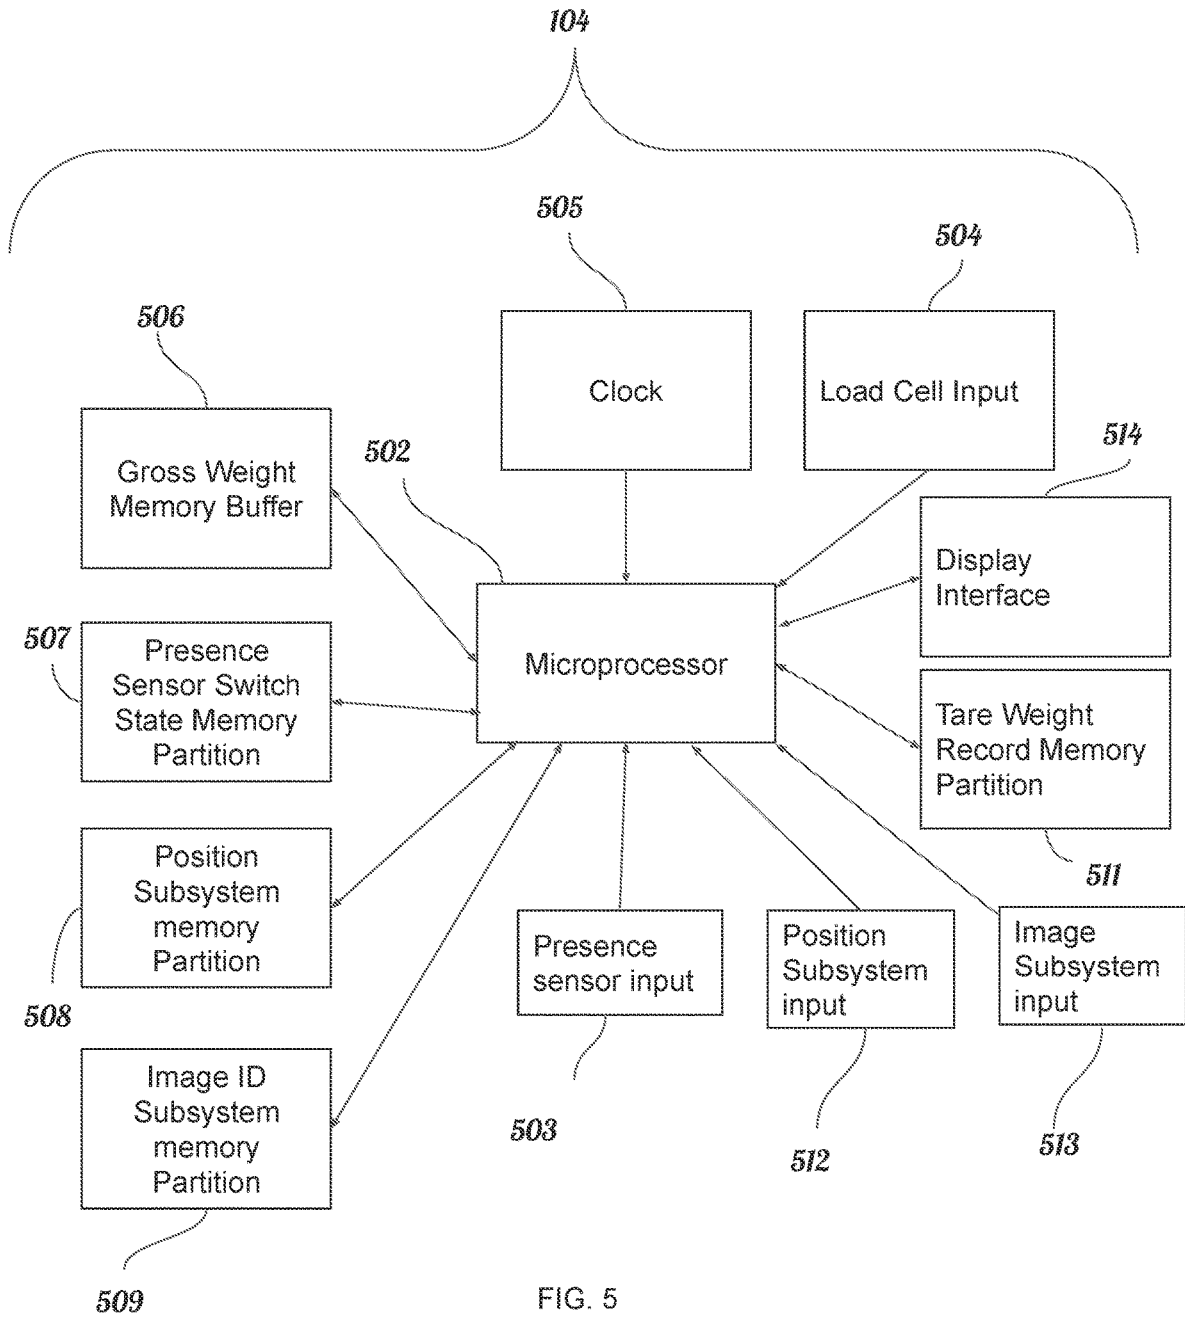 104
505
504
506
Clock
Load Cell Input
514
502
Gross Weight
Memory Buffer
Display
Interface
507
Presence
Sensor Switch
State Memory
Partition
Microprocessor
Tare Weight
Record Memory
Partition
511
Position
Subsystem
memory
Partition
508
Presence
sensor input
Position
Subsystem
input
Image
Subsystem
input
503
512
513
Image ID
Subsystem
memory
Partition
509
FIG. 5